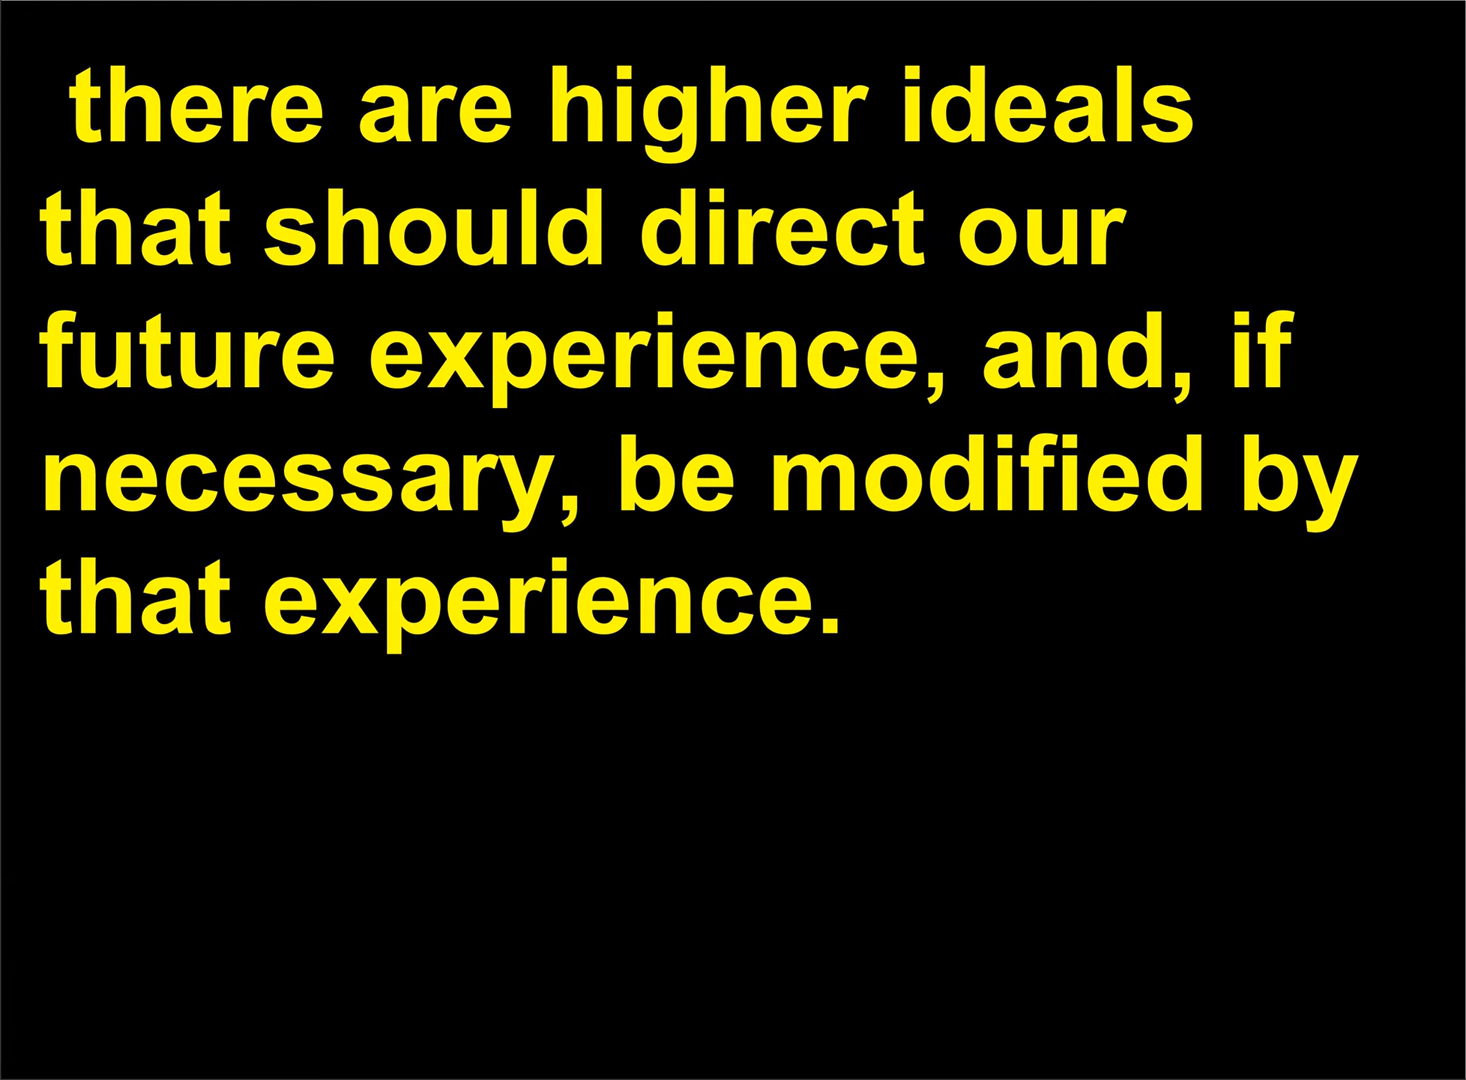 there are higher ideals
that should direct our
future experience, and, if
necessary, be modified by
that experience.